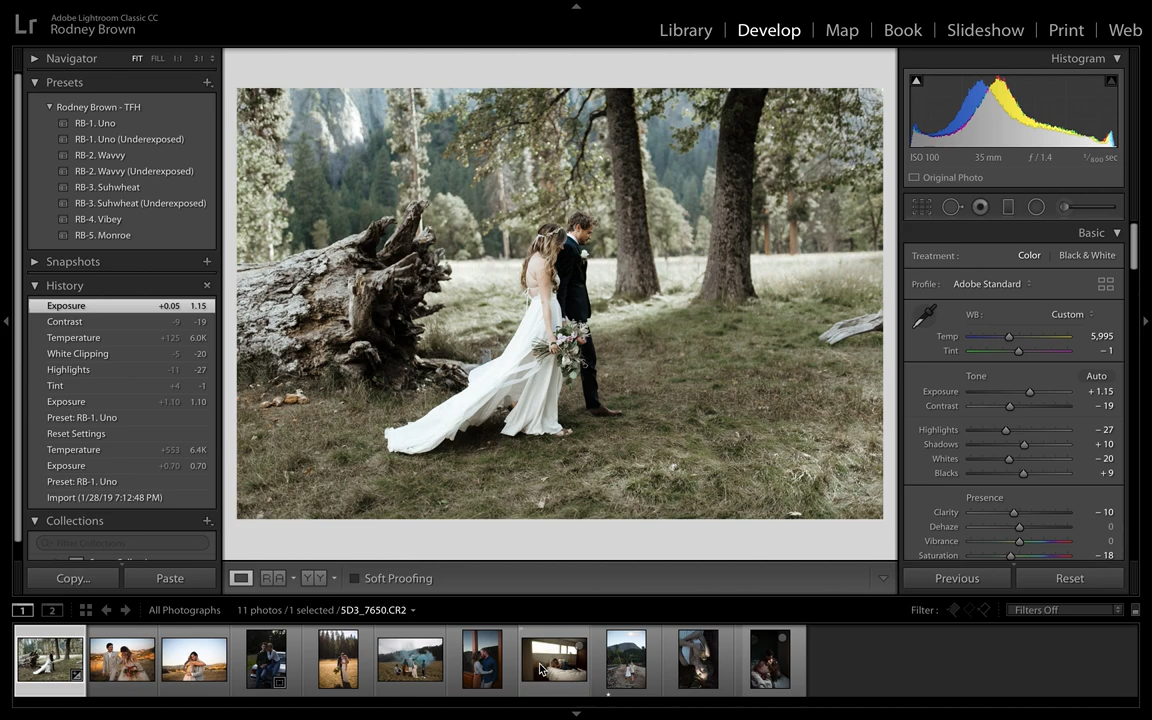 Lr Adobe Lightroom Classic CC
Rodney Brown
Library | Develop | Map | Book | Slideshow | Print | Web
Navigator FIT FILL 1:1 3:1
Presets +
Rodney Brown - TFH
RB-1. Uno
RB-1. Uno (Underexposed)
RB-2. Wavvy
RB-2. Wavvy (Underexposed)
RB-3. Suhwheat
RB-3. Suhwheat (Underexposed)
RB-4. Vibey
RB-5. Monroe
Snapshots +
History ×
Exposure +0.05 1.15
Contrast -9 -19
Temperature +125 6.0K
White Clipping -5 -20
Highlights -11 -27
Tint +4 -1
Exposure +1.10 1.10
Preset: RB-1. Uno
Reset Settings
Temperature +553 6.4K
Exposure +0.70 0.70
Preset: RB-1. Uno
Import (1/28/19 7:12:48 PM)
Collections +
Filter Collections
Copy... Paste
Soft Proofing
Histogram
ISO 100 35 mm ƒ / 1.4 1/800 sec
Original Photo
Basic
Treatment : Color | Black & White
Profile : Adobe Standard
WB : Custom
Temp 5,995
Tint – 1
Tone Auto
Exposure + 1.15
Contrast – 19
Highlights – 27
Shadows + 10
Whites – 20
Blacks + 9
Presence
Clarity – 10
Dehaze 0
Vibrance 0
Saturation – 18
Previous Reset
1 2 All Photographs 11 photos / 1 selected / 5D3_7650.CR2 Filter : Filters Off